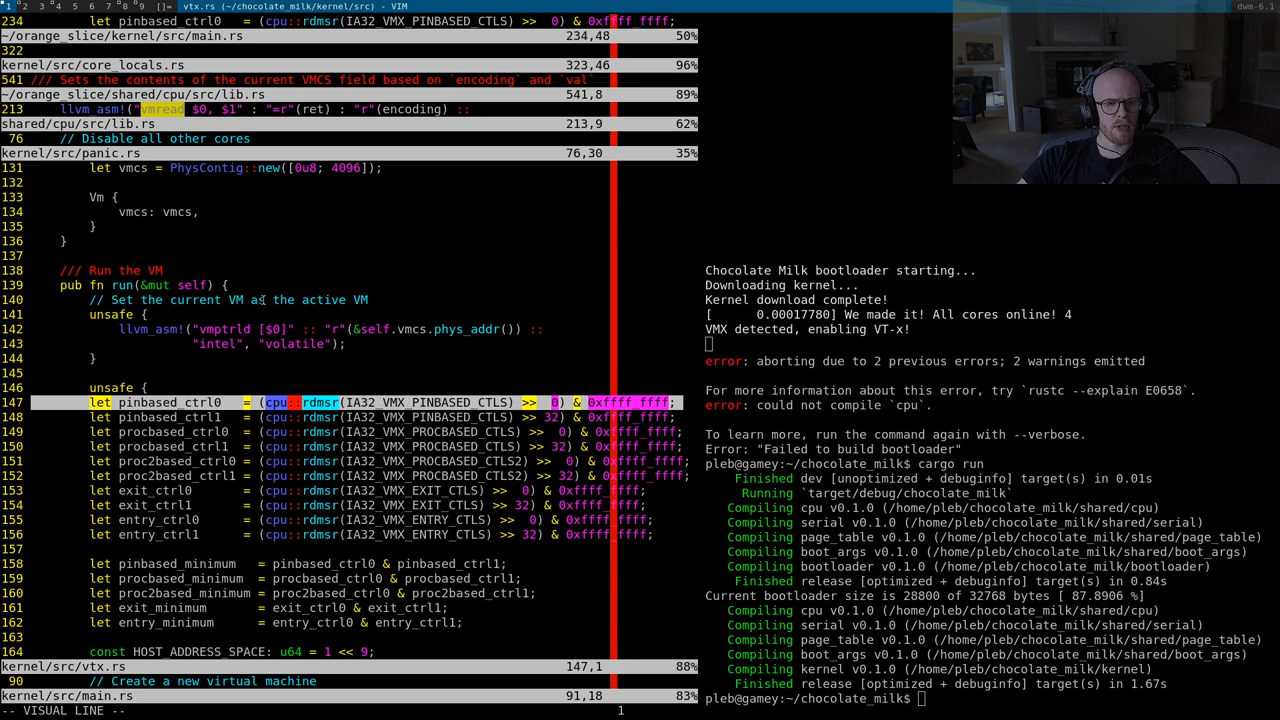 1 2 3 4 5 6 7 8 9 []= vtx.rs (~/chocolate_milk/kernel/src) - VIM dwm-6.1
234 let pinbased_ctrl0 = (cpu::rdmsr(IA32_VMX_PINBASED_CTLS) >> 0) & 0xffff_ffff;
~/orange_slice/kernel/src/main.rs 234,48 50%
322
kernel/src/core_locals.rs 323,46 96%
541 /// Sets the contents of the current VMCS field based on `encoding` and `val`
~/orange_slice/shared/cpu/src/lib.rs 541,8 89%
213 llvm_asm!("vmread $0, $1" : "=r"(ret) : "r"(encoding) ::
shared/cpu/src/lib.rs 213,9 62%
76 // Disable all other cores
kernel/src/panic.rs 76,30 35%
131 let vmcs = PhysContig::new([0u8; 4096]);
132
133 Vm {
134 vmcs: vmcs,
135 }
136 }
137
138 /// Run the VM
139 pub fn run(&mut self) {
140 // Set the current VM as the active VM
141 unsafe {
142 llvm_asm!("vmptrld [$0]" :: "r"(&self.vmcs.phys_addr()) ::
143 "intel", "volatile");
144 }
145
146 unsafe {
147 let pinbased_ctrl0 = (cpu::rdmsr(IA32_VMX_PINBASED_CTLS) >> 0) & 0xffff_ffff;
148 let pinbased_ctrl1 = (cpu::rdmsr(IA32_VMX_PINBASED_CTLS) >> 32) & 0xffff_ffff;
149 let procbased_ctrl0 = (cpu::rdmsr(IA32_VMX_PROCBASED_CTLS) >> 0) & 0xffff_ffff;
150 let procbased_ctrl1 = (cpu::rdmsr(IA32_VMX_PROCBASED_CTLS) >> 32) & 0xffff_ffff;
151 let proc2based_ctrl0 = (cpu::rdmsr(IA32_VMX_PROCBASED_CTLS2) >> 0) & 0xffff_ffff;
152 let proc2based_ctrl1 = (cpu::rdmsr(IA32_VMX_PROCBASED_CTLS2) >> 32) & 0xffff_ffff;
153 let exit_ctrl0 = (cpu::rdmsr(IA32_VMX_EXIT_CTLS) >> 0) & 0xffff_ffff;
154 let exit_ctrl1 = (cpu::rdmsr(IA32_VMX_EXIT_CTLS) >> 32) & 0xffff_ffff;
155 let entry_ctrl0 = (cpu::rdmsr(IA32_VMX_ENTRY_CTLS) >> 0) & 0xffff_ffff;
156 let entry_ctrl1 = (cpu::rdmsr(IA32_VMX_ENTRY_CTLS) >> 32) & 0xffff_ffff;
157
158 let pinbased_minimum = pinbased_ctrl0 & pinbased_ctrl1;
159 let procbased_minimum = procbased_ctrl0 & procbased_ctrl1;
160 let proc2based_minimum = proc2based_ctrl0 & proc2based_ctrl1;
161 let exit_minimum = exit_ctrl0 & exit_ctrl1;
162 let entry_minimum = entry_ctrl0 & entry_ctrl1;
163
164 const HOST_ADDRESS_SPACE: u64 = 1 << 9;
kernel/src/vtx.rs 147,1 88%
90 // Create a new virtual machine
kernel/src/main.rs 91,18 83%
-- VISUAL LINE -- 1
Chocolate Milk bootloader starting...
Downloading kernel...
Kernel download complete!
[ 0.00017780] We made it! All cores online! 4
VMX detected, enabling VT-x!
error: aborting due to 2 previous errors; 2 warnings emitted
For more information about this error, try `rustc --explain E0658`.
error: could not compile `cpu`.
To learn more, run the command again with --verbose.
Error: "Failed to build bootloader"
pleb@gamey:~/chocolate_milk$ cargo run
Finished dev [unoptimized + debuginfo] target(s) in 0.01s
Running `target/debug/chocolate_milk`
Compiling cpu v0.1.0 (/home/pleb/chocolate_milk/shared/cpu)
Compiling serial v0.1.0 (/home/pleb/chocolate_milk/shared/serial)
Compiling page_table v0.1.0 (/home/pleb/chocolate_milk/shared/page_table)
Compiling boot_args v0.1.0 (/home/pleb/chocolate_milk/shared/boot_args)
Compiling bootloader v0.1.0 (/home/pleb/chocolate_milk/bootloader)
Finished release [optimized + debuginfo] target(s) in 0.84s
Current bootloader size is 28800 of 32768 bytes [ 87.8906 %]
Compiling cpu v0.1.0 (/home/pleb/chocolate_milk/shared/cpu)
Compiling serial v0.1.0 (/home/pleb/chocolate_milk/shared/serial)
Compiling page_table v0.1.0 (/home/pleb/chocolate_milk/shared/page_table)
Compiling boot_args v0.1.0 (/home/pleb/chocolate_milk/shared/boot_args)
Compiling kernel v0.1.0 (/home/pleb/chocolate_milk/kernel)
Finished release [optimized + debuginfo] target(s) in 1.67s
pleb@gamey:~/chocolate_milk$